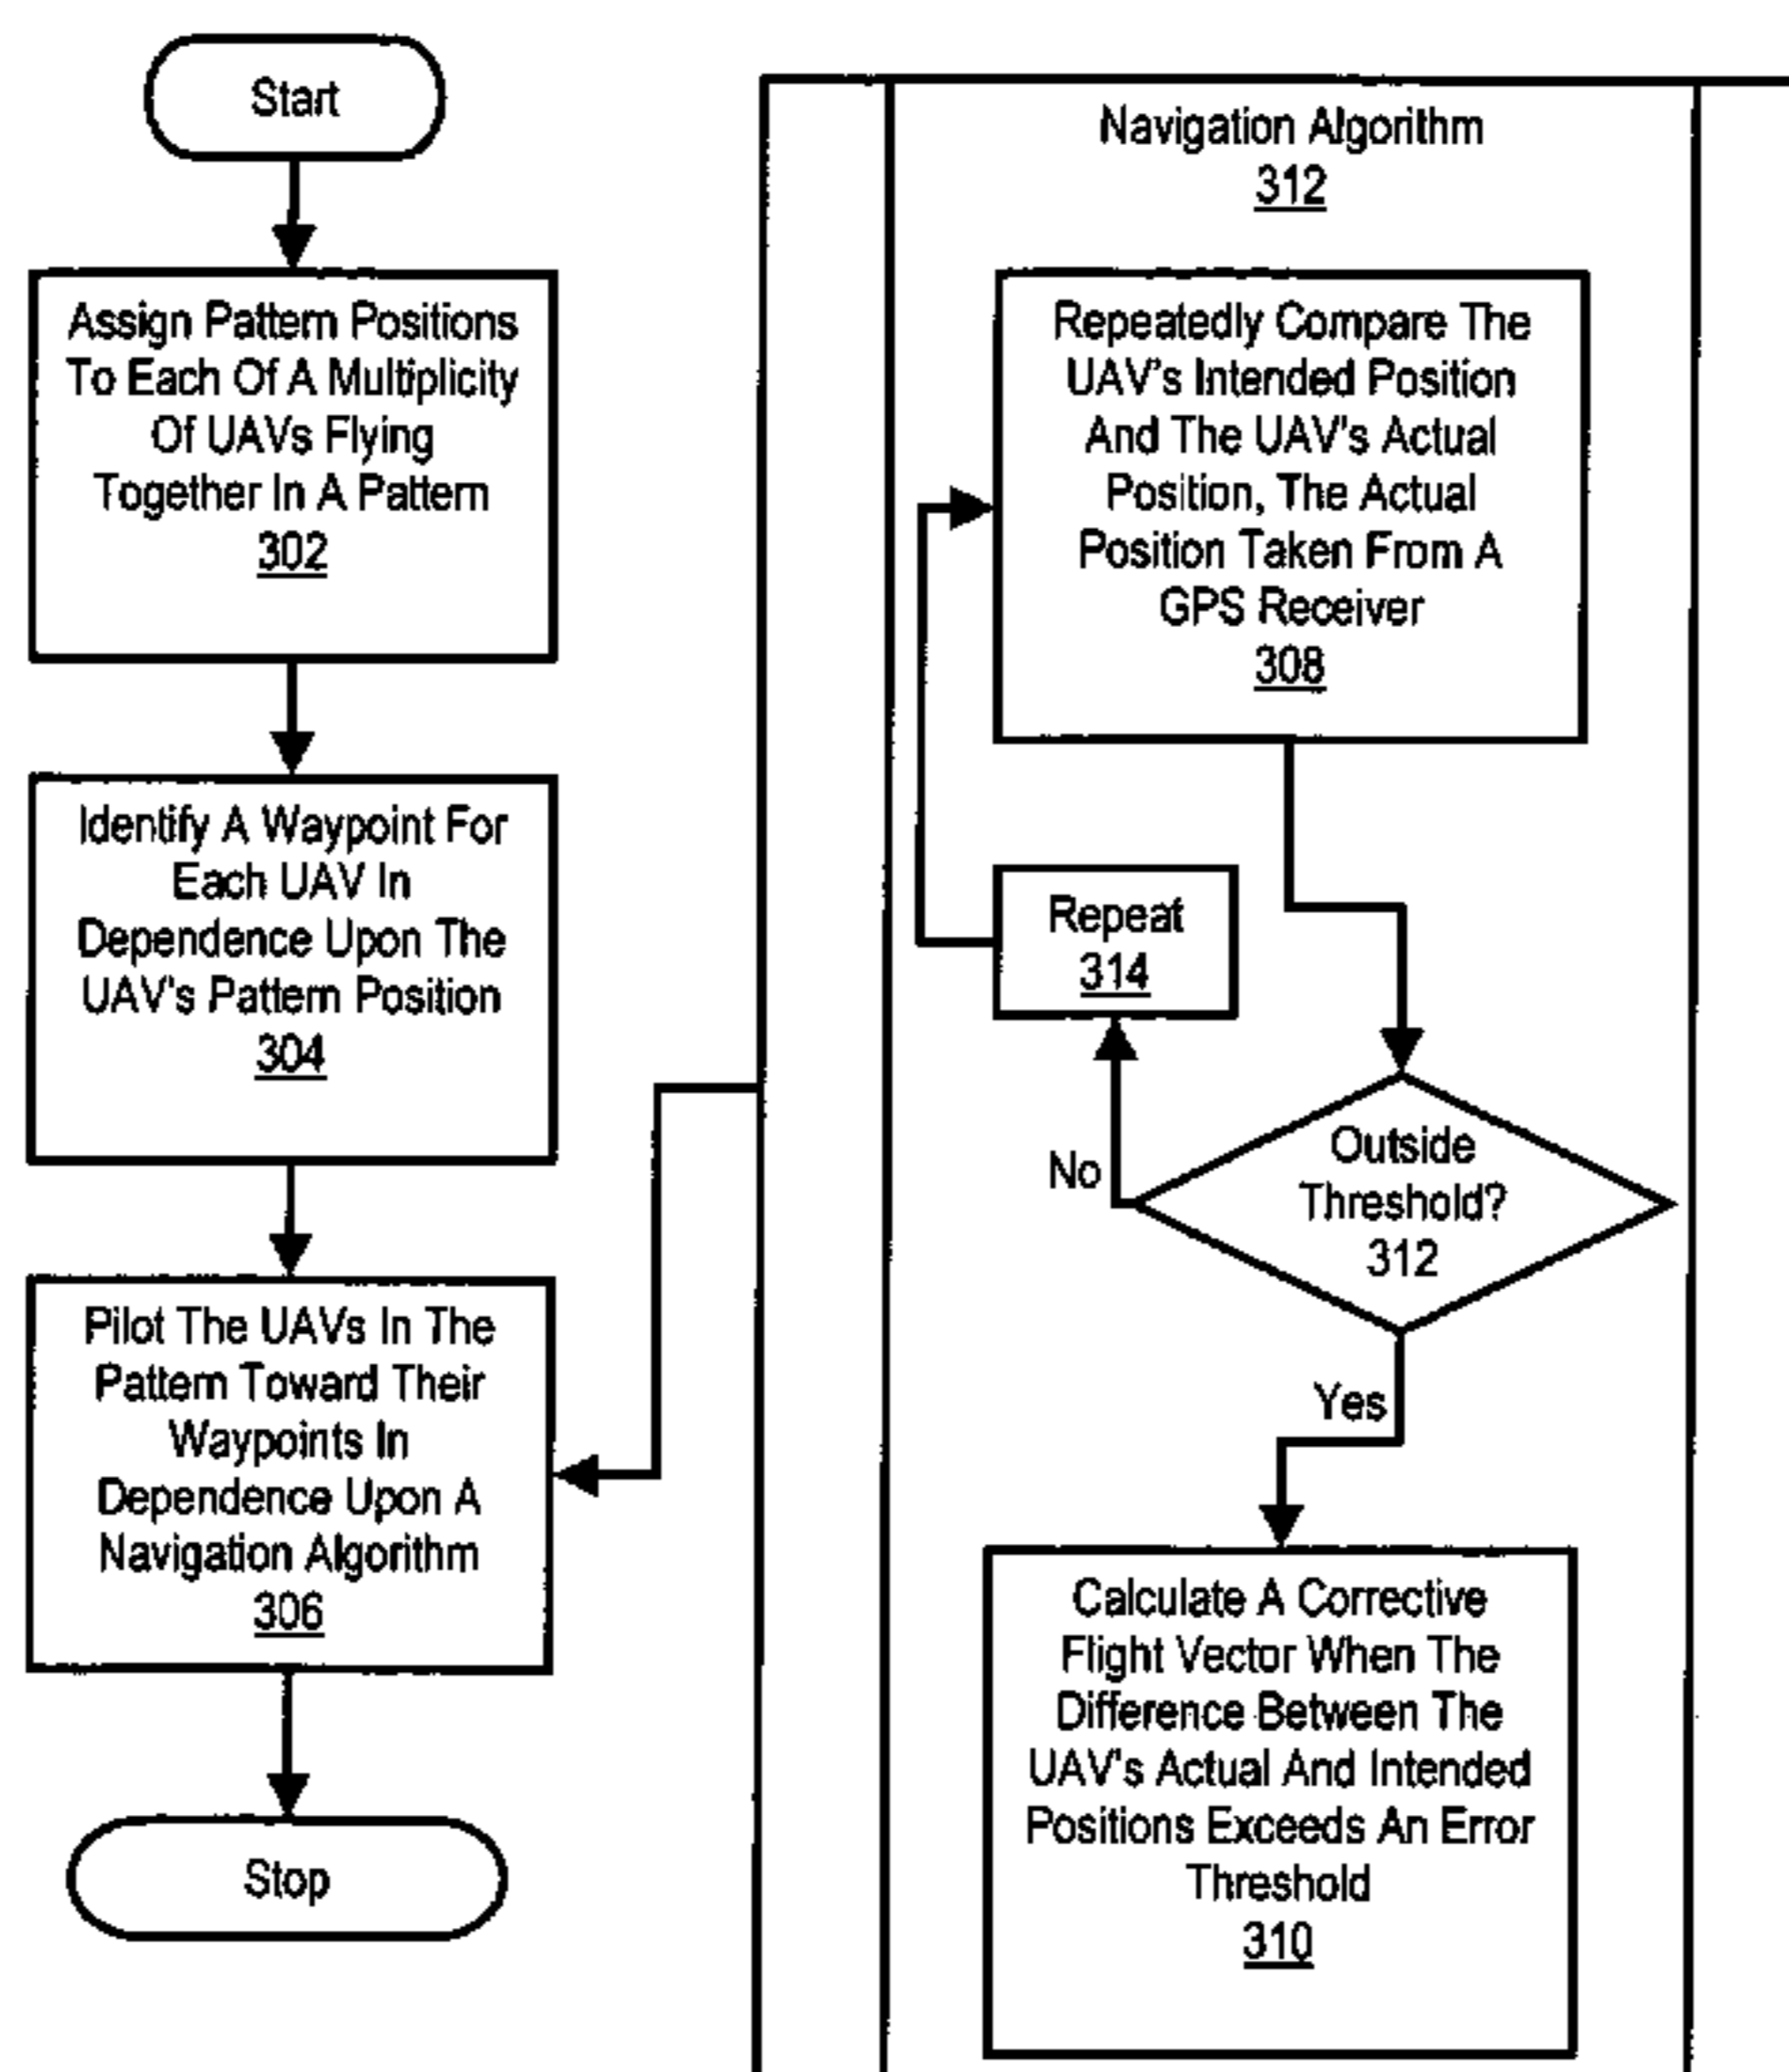 Start
Assign Pattern Positions
To Each Of A Multiplicity
Of UAVs Flying
Together In A Pattern
302
Identify A Waypoint For
Each UAV In
Dependence Upon The
UAV's Pattern Position
304
Pilot The UAVs In The
Pattern Toward Their
Waypoints In
Dependence Upon A
Navigation Algorithm
306
Stop
Navigation Algorithm
312
Repeatedly Compare The
UAV's Intended Position
And The UAV's Actual
Position, The Actual
Position Taken From A
GPS Receiver
308
Repeat
314
No
Outside
Threshold?
312
Yes
Calculate A Corrective
Flight Vector When The
Difference Between The
UAV's Actual And Intended
Positions Exceeds An Error
Threshold
310